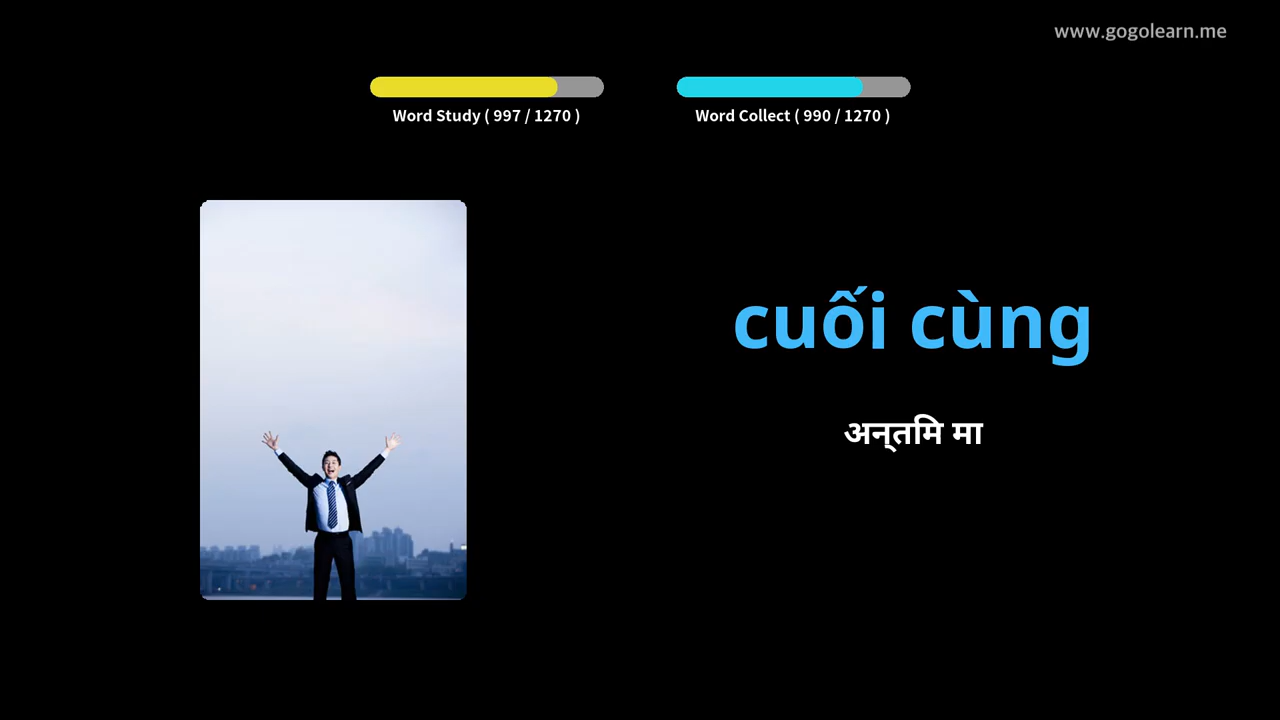 www.gogolearn.me
Word Study ( 997 / 1270 )
Word Collect ( 990 / 1270 )
cuối cùng
अन्तमि मा